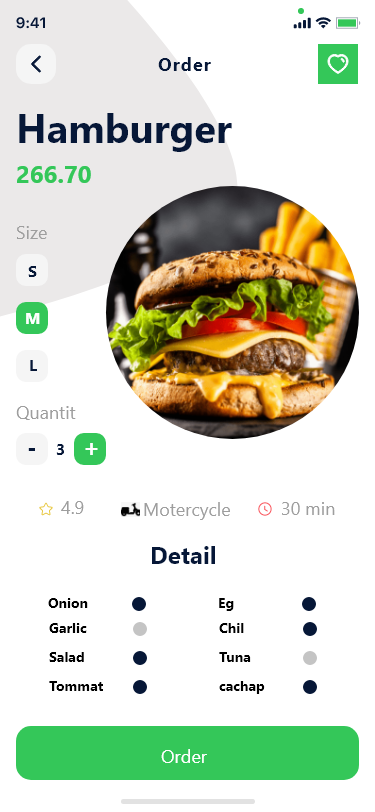 9:41
Order
Hamburger
266.70
Size
S
M
L
Quantit
- 3 +
4.9 Motercycle 30 min
Detail
Onion Eg
Garlic Chil
Salad Tuna
Tommat cachap
Order